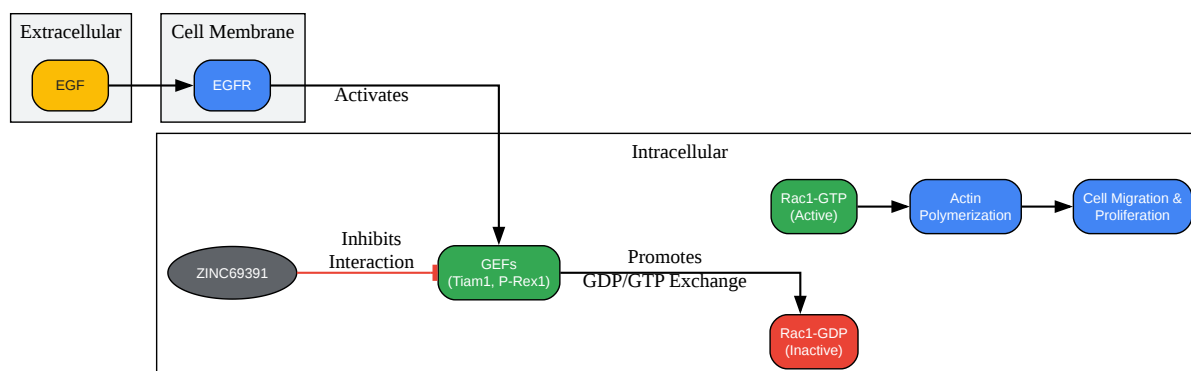 Extracellular
Cell Membrane
EGF
EGFR
Activates
Intracellular
Rac1-GTP
(Active)
Actin
Polymerization
Cell Migration &
Proliferation
ZINC69391
Inhibits
Interaction
GEFs
(Tiam1, P-Rex1)
Promotes
GDP/GTP Exchange
Rac1-GDP
(Inactive)